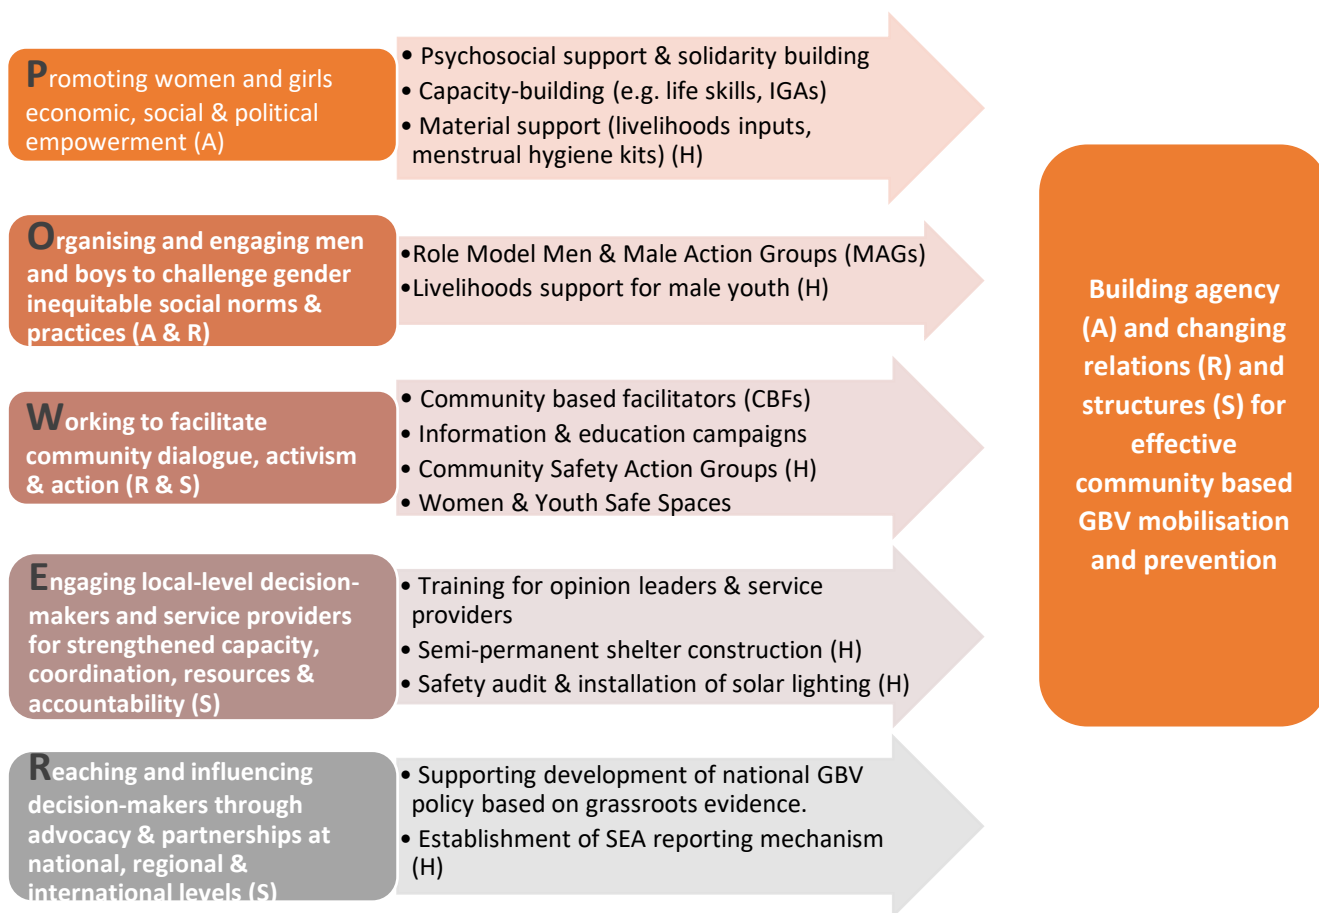 Promoting women and girls
economic, social & political
empowerment (A)
• Psychosocial support & solidarity building
• Capacity-building (e.g. life skills, IGAs)
• Material support (livelihoods inputs,
menstrual hygiene kits) (H)
Organising and engaging men
and boys to challenge gender
inequitable social norms &
practices (A & R)
•Role Model Men & Male Action Groups (MAGs)
•Livelihoods support for male youth (H)
Working to facilitate
community dialogue, activism
& action (R & S)
• Community based facilitators (CBFs)
• Information & education campaigns
• Community Safety Action Groups (H)
• Women & Youth Safe Spaces
Engaging local-level decision-
makers and service providers
for strengthened capacity,
coordination, resources &
accountability (S)
• Training for opinion leaders & service
providers
• Semi-permanent shelter construction (H)
• Safety audit & installation of solar lighting (H)
Reaching and influencing
decision-makers through
advocacy & partnerships at
national, regional &
international levels (S)
• Supporting development of national GBV
policy based on grassroots evidence.
• Establishment of SEA reporting mechanism
(H)
Building agency
(A) and changing
relations (R) and
structures (S) for
effective
community based
GBV mobilisation
and prevention